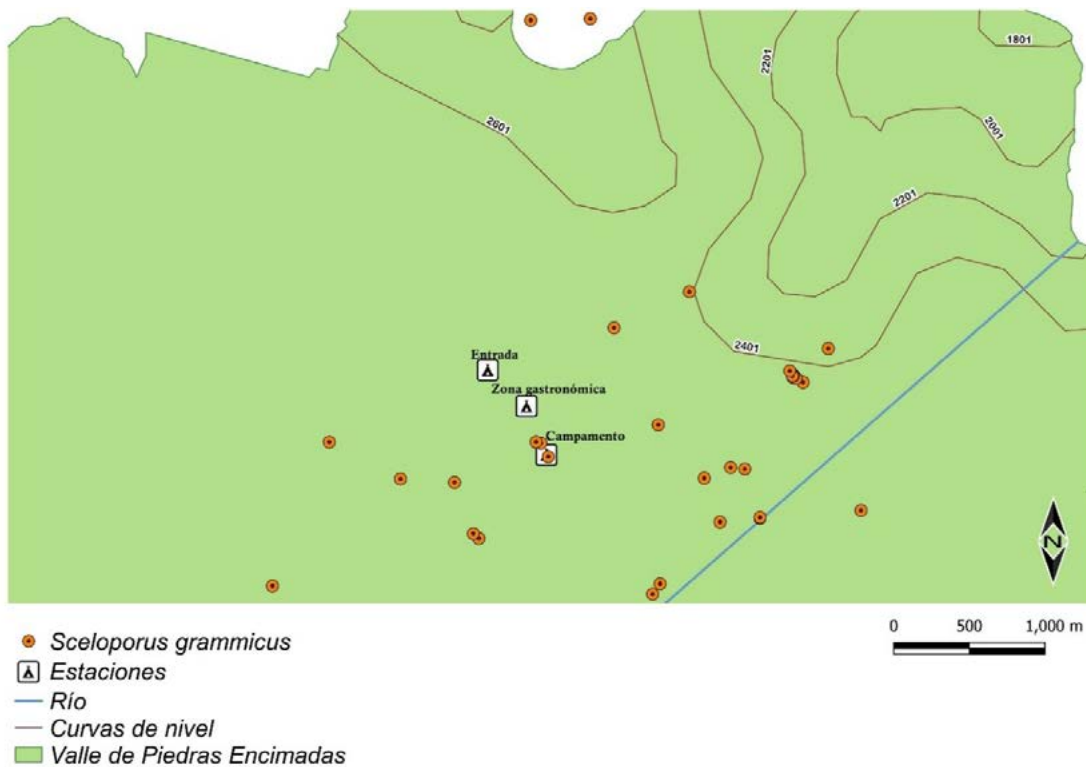 1801
2201
2601
2001
2201
2401
Entrada
Zona gastronómica
Campamento
N
0 500 1,000 m
Sceloporus grammicus
Estaciones
Río
Curvas de nivel
Valle de Piedras Encimadas